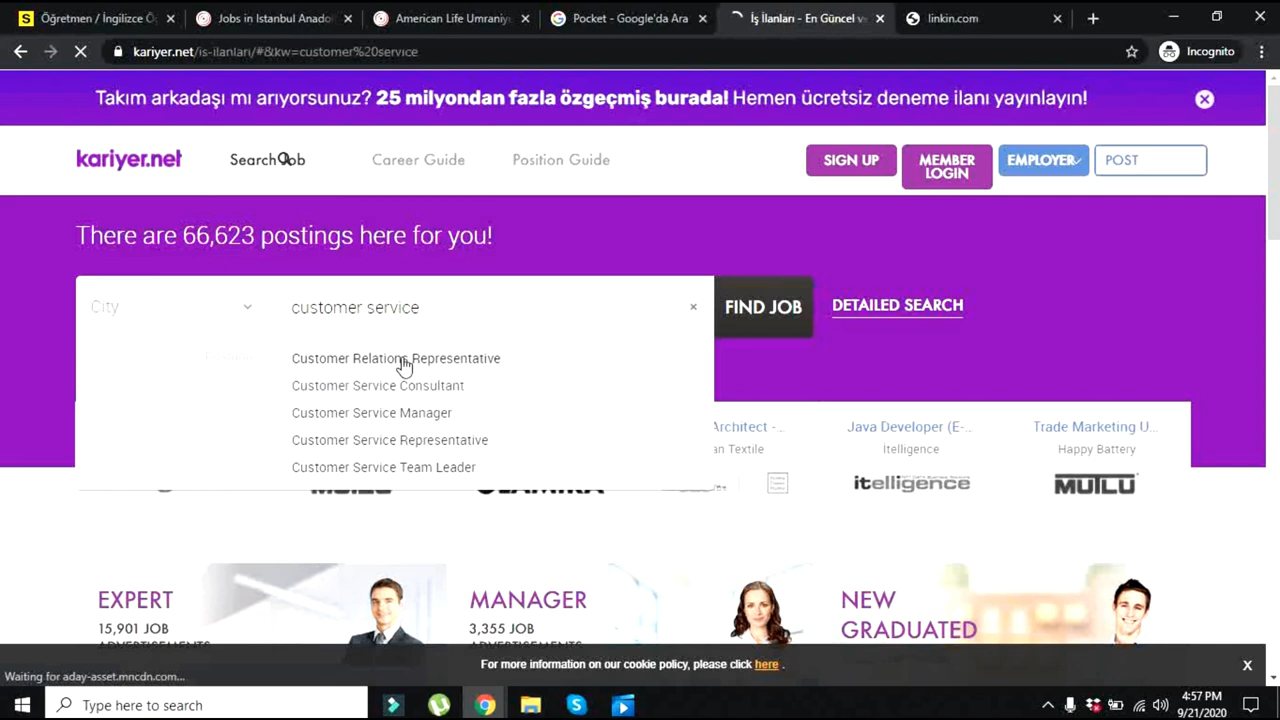 Öğretmen / İngilizce Ö
Jobs in Istanbul Anado
American Life Umraniy
Pocket - Google'da Ara
İş İlanları - En Güncel v
linkin.com
kariyer.net/is-ilanlari/#&kw=customer%20service
Incognito
Takım arkadaşı mı arıyorsunuz? 25 milyondan fazla özgeçmiş burada! Hemen ücretsiz deneme ilanı yayınlayın!
kariyer.net
Search Job
Career Guide
Position Guide
SIGN UP
MEMBER
LOGIN
EMPLOYER
POST
There are 66,623 postings here for you!
City
customer service
FIND JOB
DETAILED SEARCH
Customer Relations Representative
Customer Service Consultant
Customer Service Manager
Customer Service Representative
Customer Service Team Leader
Architect - ...
an Textile
Java Developer (E-...
Itelligence
itelligence
Trade Marketing U...
Happy Battery
MUTLU
EXPERT
15,901 JOB
ADVERTISEMENTS
MANAGER
3,355 JOB
ADVERTISEMENTS
NEW
GRADUATED
For more information on our cookie policy, please click here .
X
Waiting for aday-asset.mncdn.com...
Type here to search
4:57 PM
9/21/2020